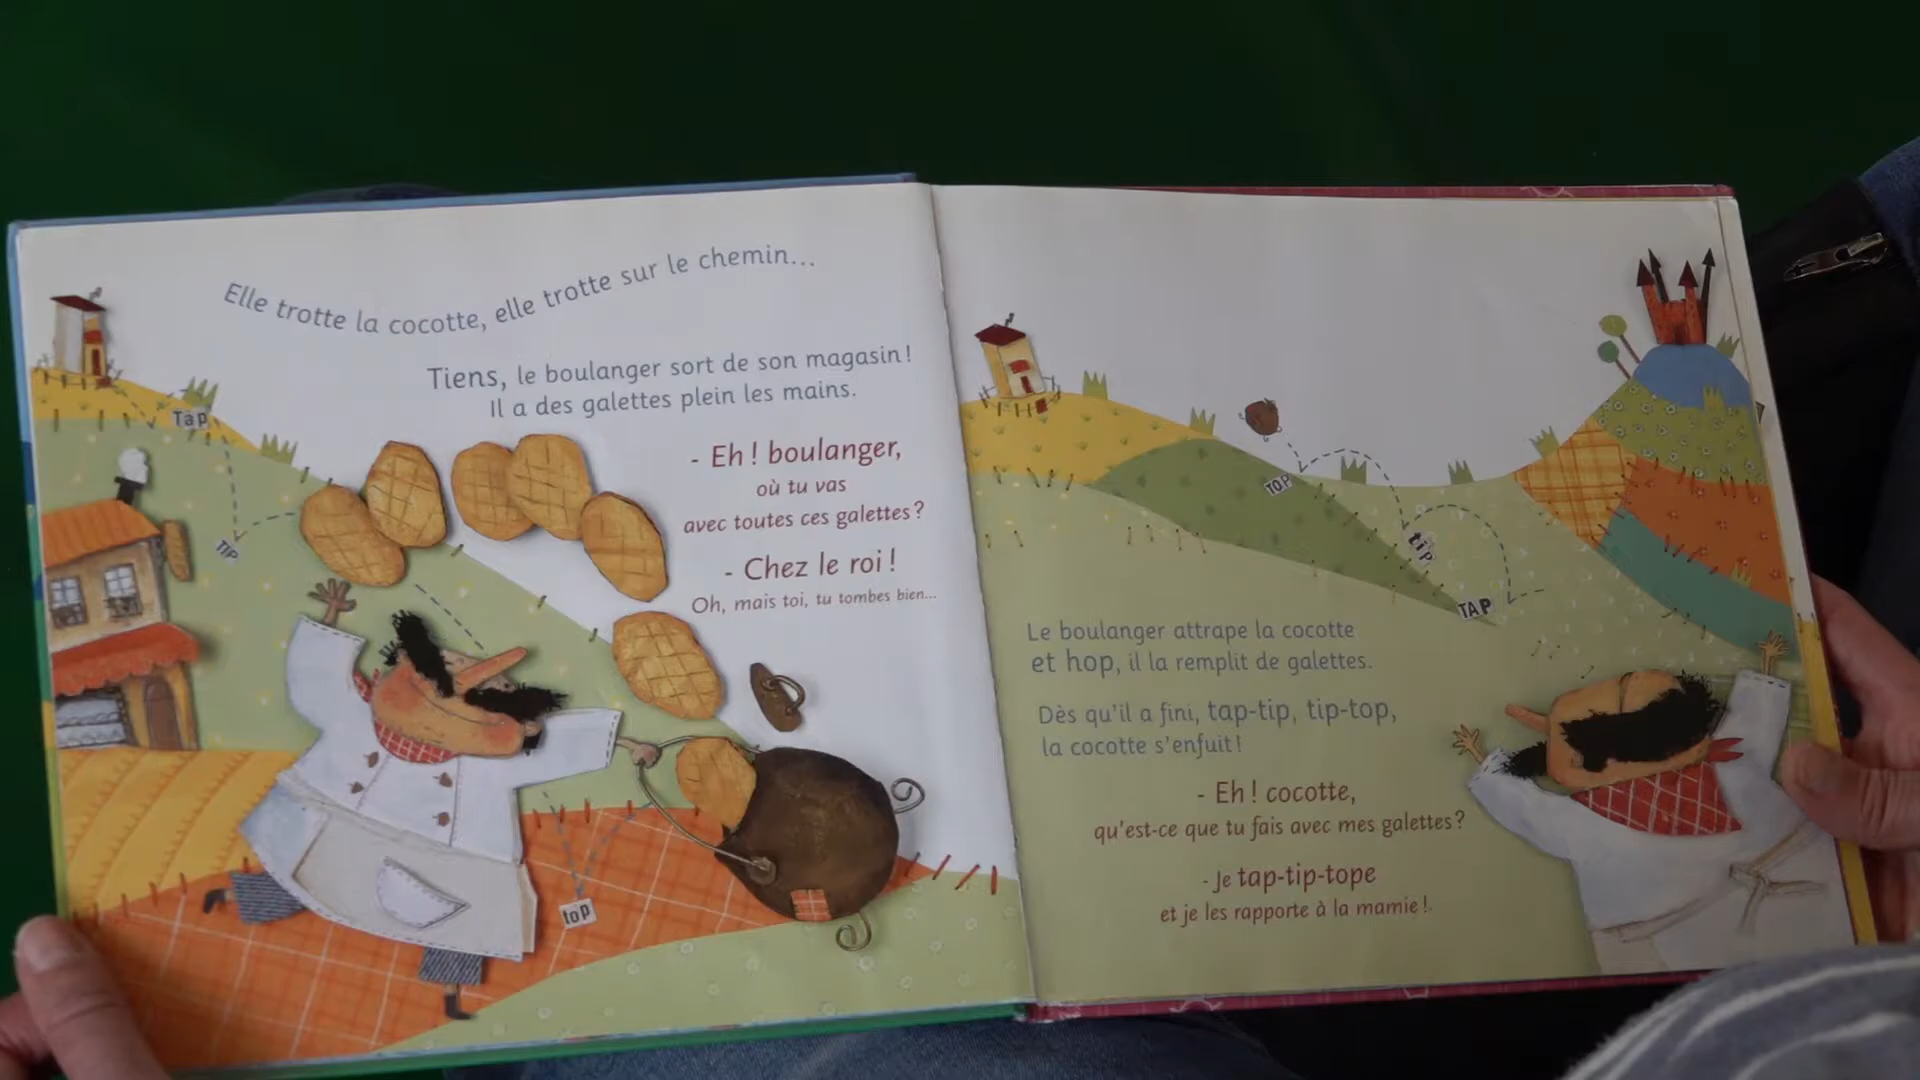 Elle trotte la cocotte, elle trotte sur le chemin...
Tiens, le boulanger sort de son magasin !
Il a des galettes plein les mains.
- Eh ! boulanger,
où tu vas
avec toutes ces galettes ?
- Chez le roi !
Oh, mais toi, tu tombes bien...
Tap
TIP
top
TOP
tip
TAP
Le boulanger attrape la cocotte
et hop, il la remplit de galettes.
Dès qu'il a fini, tap-tip, tip-top,
la cocotte s'enfuit !
- Eh ! cocotte,
qu'est-ce que tu fais avec mes galettes ?
- Je tap-tip-tope
et je les rapporte à la mamie !